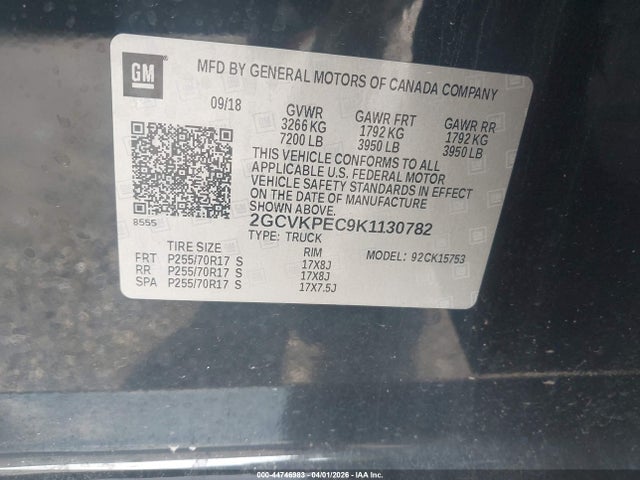 GM
MFD BY GENERAL MOTORS OF CANADA COMPANY
09/18 GVWR GAWR FRT GAWR RR
3266 KG 1792 KG 1792 KG
7200 LB 3950 LB 3950 LB
THIS VEHICLE CONFORMS TO ALL
APPLICABLE U.S. FEDERAL MOTOR
VEHICLE SAFETY STANDARDS IN EFFECT
ON THE DATE OF MANUFACTURE
SHOWN ABOVE.
8555 2GCVKPEC9K1130782
TYPE: TRUCK
TIRE SIZE RIM MODEL: 92CK15753
FRT P255/70R17 S 17X8J
RR P255/70R17 S 17X8J
SPA P255/70R17 S 17X7.5J
000-44746983 - 04/01/2026 - IAA Inc.